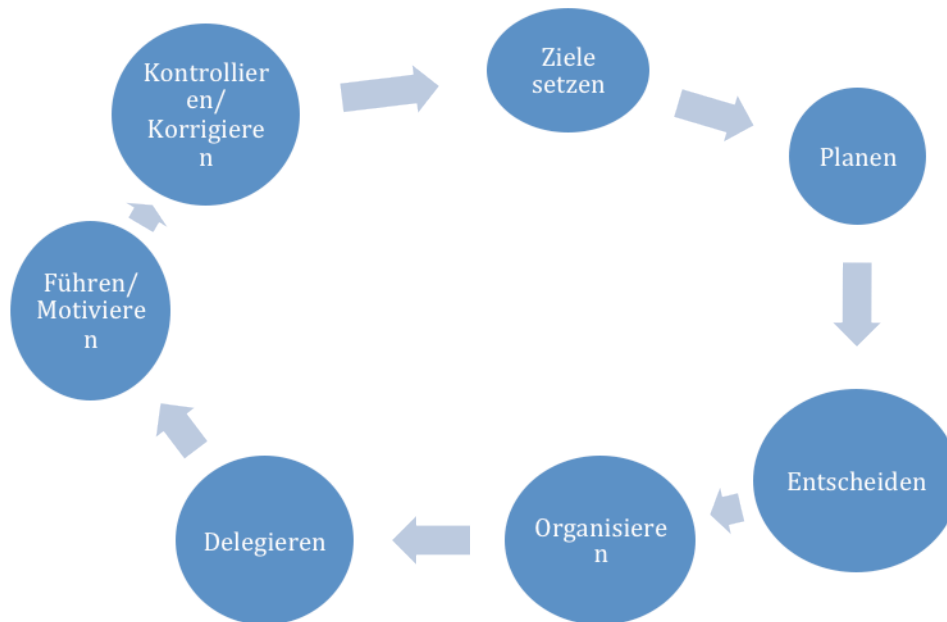 Ziele
setzen
Planen
Entscheiden
Organisiere
n
Delegieren
Führen/
Motiviere
n
Kontrollier
en/
Korrigiere
n